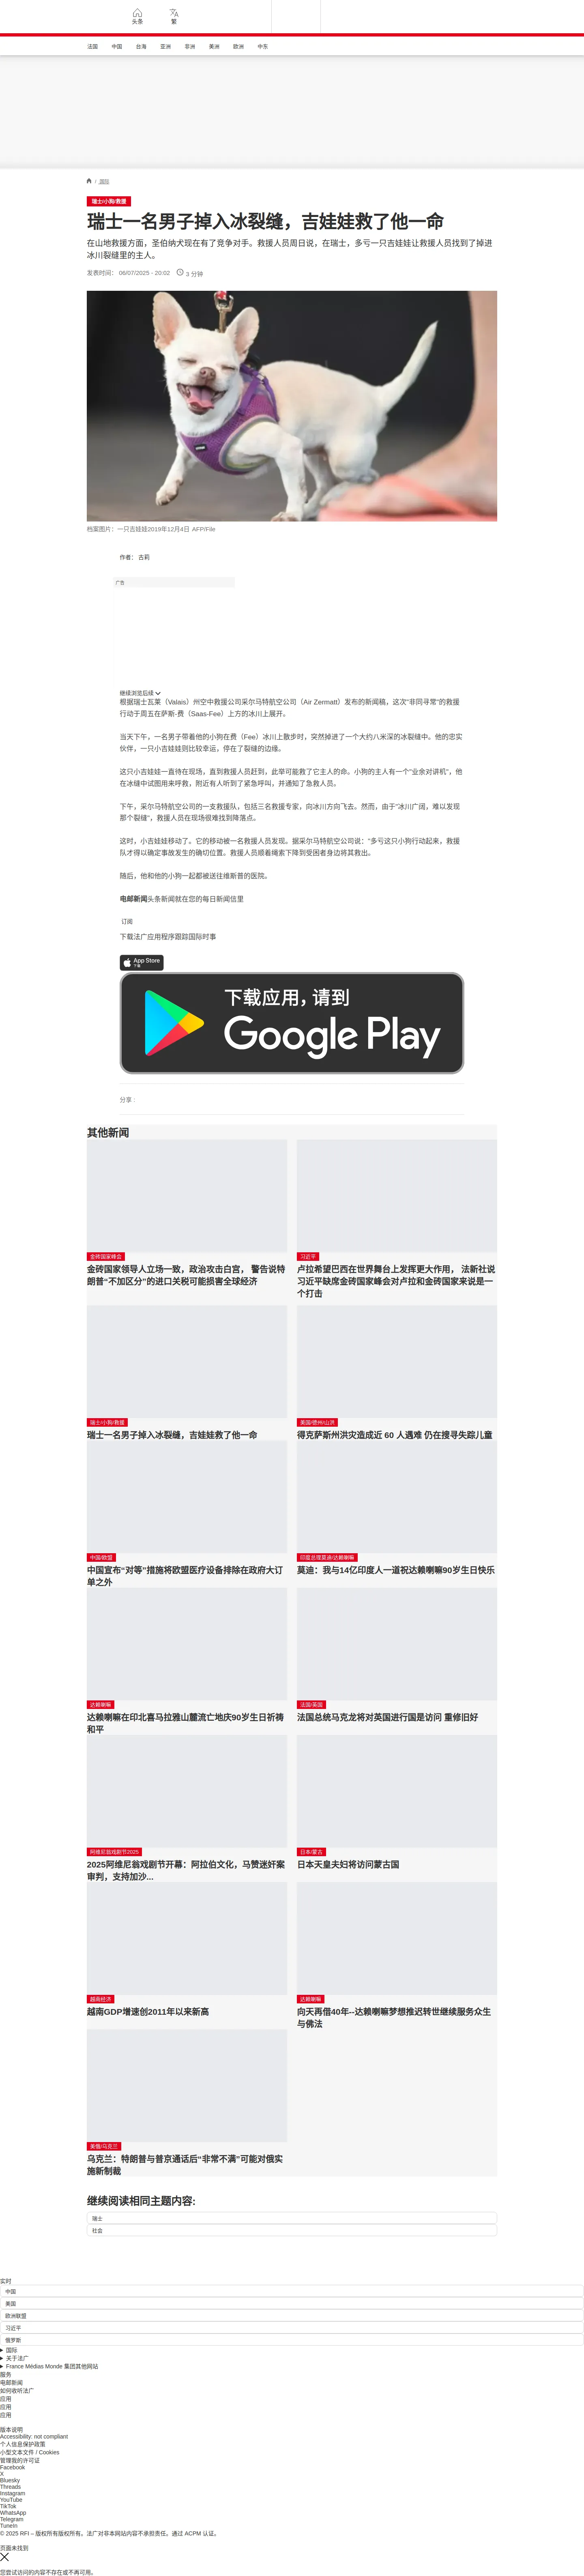 头条
繁
法国
中国
台海
亚洲
非洲
美洲
欧洲
中东
/ 国际
瑞士/小狗/救援
瑞士一名男子掉入冰裂缝，吉娃娃救了他一命
在山地救援方面，圣伯纳犬现在有了竞争对手。救援人员周日说，在瑞士，多亏一只吉娃娃让救援人员找到了掉进
冰川裂缝里的主人。
发表时间： 06/07/2025 - 20:02
3 分钟
档案图片：一只吉娃娃2019年12月4日 AFP/File
作者： 古莉
广告
继续浏览后续
根据瑞士瓦莱（Valais）州空中救援公司采尔马特航空公司（Air Zermatt）发布的新闻稿，这次“非同寻常”的救援
行动于周五在萨斯-费（Saas-Fee）上方的冰川上展开。
当天下午，一名男子带着他的小狗在费（Fee）冰川上散步时，突然掉进了一个大约八米深的冰裂缝中。他的忠实
伙伴，一只小吉娃娃则比较幸运，停在了裂缝的边缘。
这只小吉娃娃一直待在现场，直到救援人员赶到，此举可能救了它主人的命。小狗的主人有一个“业余对讲机”，他
在冰缝中试图用来呼救，附近有人听到了紧急呼叫，并通知了急救人员。
下午，采尔马特航空公司的一支救援队，包括三名救援专家，向冰川方向飞去。然而，由于“冰川广阔，难以发现
那个裂缝”，救援人员在现场很难找到降落点。
这时，小吉娃娃移动了。它的移动被一名救援人员发现。据采尔马特航空公司说：“多亏这只小狗行动起来，救援
队才得以确定事故发生的确切位置。救援人员顺着绳索下降到受困者身边将其救出。
随后，他和他的小狗一起都被送往维斯普的医院。
电邮新闻头条新闻就在您的每日新闻信里
订阅
下载法广应用程序跟踪国际时事
App Store
下载
下载应用，请到
Google Play
分享 :
其他新闻
金砖国家峰会
金砖国家领导人立场一致，政治攻击白宫， 警告说特
朗普“不加区分”的进口关税可能损害全球经济
习近平
卢拉希望巴西在世界舞台上发挥更大作用， 法新社说
习近平缺席金砖国家峰会对卢拉和金砖国家来说是一
个打击
瑞士/小狗/救援
瑞士一名男子掉入冰裂缝，吉娃娃救了他一命
美国/德州/山洪
得克萨斯州洪灾造成近 60 人遇难 仍在搜寻失踪儿童
中国/欧盟
中国宣布“对等”措施将欧盟医疗设备排除在政府大订
单之外
印度总理莫迪/达赖喇嘛
莫迪：我与14亿印度人一道祝达赖喇嘛90岁生日快乐
达赖喇嘛
达赖喇嘛在印北喜马拉雅山麓流亡地庆90岁生日祈祷
和平
法国/英国
法国总统马克龙将对英国进行国是访问 重修旧好
阿维尼翁戏剧节2025
2025阿维尼翁戏剧节开幕：阿拉伯文化，马赞迷奸案
审判，支持加沙...
日本/蒙古
日本天皇夫妇将访问蒙古国
越南经济
越南GDP增速创2011年以来新高
达赖喇嘛
向天再借40年--达赖喇嘛梦想推迟转世继续服务众生
与佛法
美俄/乌克兰
乌克兰：特朗普与普京通话后“非常不满”可能对俄实
施新制裁
继续阅读相同主题内容:
瑞士
社会
实时
中国
美国
欧洲联盟
习近平
俄罗斯
国际
关于法广
France Médias Monde 集团其他网站
服务
电邮新闻
如何收听法广
应用
应用
应用
版本说明
Accessibility: not compliant
个人信息保护政策
小型文本文件 / Cookies
管理我的许可证
Facebook
X
Bluesky
Threads
Instagram
YouTube
TikTok
WhatsApp
Telegram
TuneIn
© 2025 RFI – 版权所有版权所有。法广对非本网站内容不承担责任。通过 ACPM 认证。
页面未找到
您尝试访问的内容不存在或不再可用。